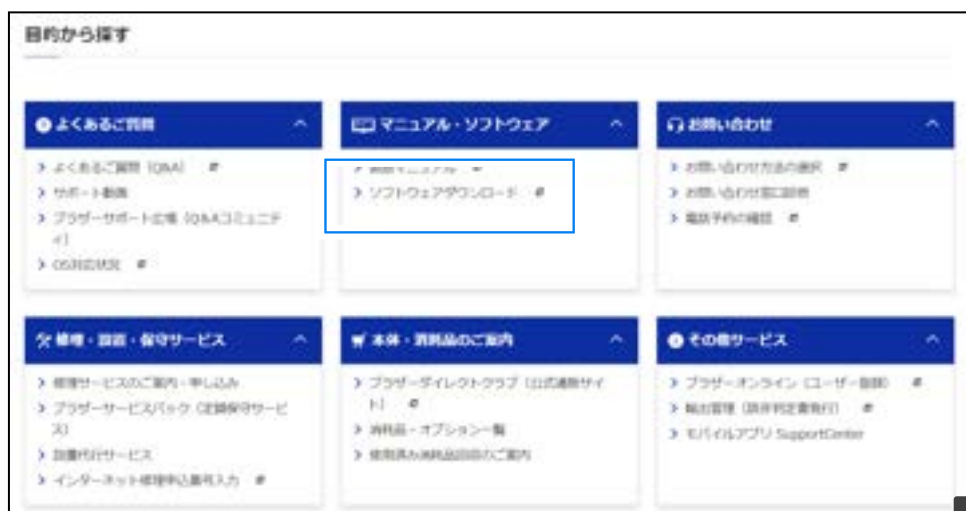 目的から探す
よくあるご質問
よくあるご質問（Q&A）
サポート動画
ブラザーサポート広場（Q&Aコミュニテ
ィ）
OS対応状況
マニュアル・ソフトウェア
製品マニュアル
ソフトウェアダウンロード
お問い合わせ
お問い合わせ方法の選択
お問い合わせ窓口診断
電話予約の確認
修理・設置・保守サービス
修理サービスのご案内・申し込み
ブラザーサービスパック（定額保守サービ
ス）
設置代行サービス
インターネット修理申込番号入力
本体・消耗品のご案内
ブラザーダイレクトクラブ（公式通販サイ
ト）
消耗品・オプション一覧
使用済み消耗品回収のご案内
その他サービス
ブラザーオンライン（ユーザー登録）
輸出管理（該非判定書発行）
モバイルアプリ SupportCenter